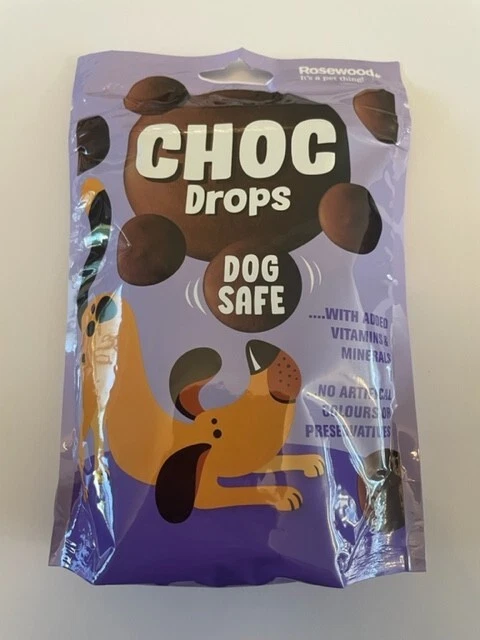 Rosewood
It's a pet thing!
CHOC
Drops
DOG
SAFE
....WITH ADDED
VITAMINS &
MINERALS
NO ARTIFICIAL
COLOURS OR
PRESERVATIVES